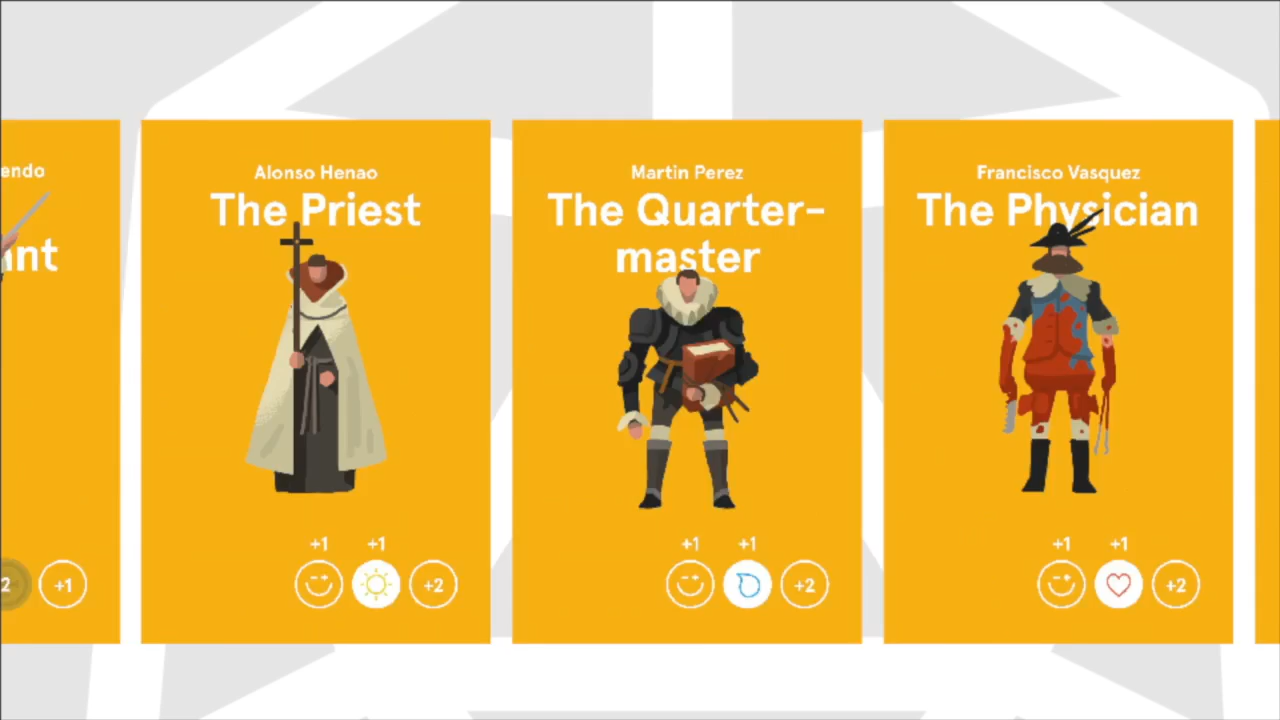 endo
Alonso Henao
The Priest
+1 +1
+2
Martin Perez
The Quarter-
master
+1 +1
+2
Francisco Vasquez
The Physician
+1 +1
+2
2
+1